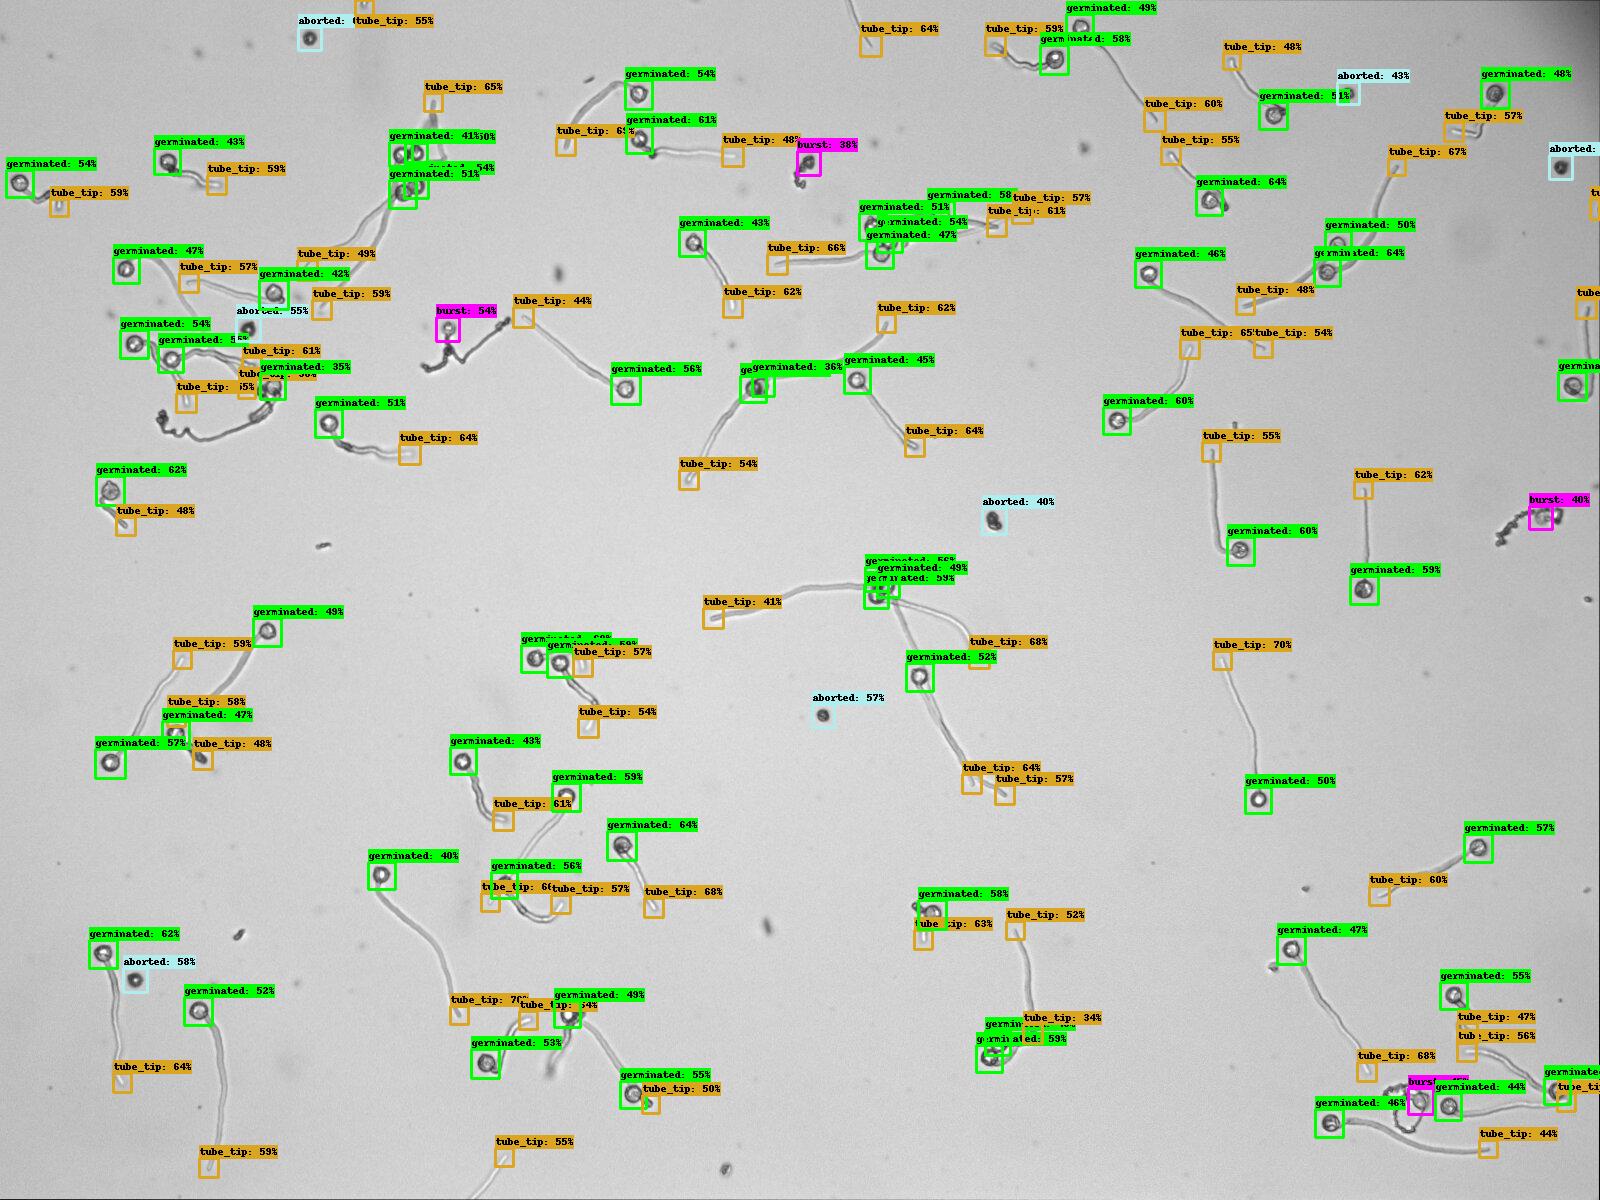 germinated: 49%
aborted:
tube_tip: 55%
tube_tip: 64%
tube_tip: 59%
germinated: 58%
tube_tip: 48%
germinated: 54%
aborted: 43%
germinated: 48%
tube_tip: 65%
germinated: 51%
tube_tip: 60%
germinated: 61%
tube_tip: 57%
germinated: 43%
germinated: 41%
tube_tip: 48%
burst: 38%
tube_tip: 55%
tube_tip: 67%
aborted:
germinated: 54%
tube_tip: 59%
germinated: 51%
germinated: 64%
tube_tip: 59%
germinated: 58
tube_tip: 57%
germinated: 51%
tube_tip: 61%
germinated: 43%
germinated: 54%
germinated: 50%
germinated: 47%
germinated: 47%
tube_tip: 49%
tube_tip: 66%
germinated: 46%
germinated: 64%
tube_tip: 57%
germinated: 42%
tube_tip: 59%
tube_tip: 62%
tube_tip: 48%
tube
tube_tip: 44%
burst: 54%
aborted: 55%
tube_tip: 62%
germinated: 54%
germinated:
tube_tip: 65
tube_tip: 54%
tube_tip: 61%
germinated: 35%
germinated: 36%
germinated: 45%
germinated: 56%
germina
tube_tip: 55%
germinated: 51%
germinated: 60%
tube_tip: 64%
tube_tip: 64%
tube_tip: 55%
germinated: 62%
tube_tip: 54%
tube_tip: 62%
tube_tip: 48%
aborted: 40%
burst: 40%
germinated: 60%
germinated: 49%
germinated: 59%
germinated: 59%
tube_tip: 41%
germinated: 49%
tube_tip: 59%
tube_tip: 57%
tube_tip: 68%
tube_tip: 70%
germinated: 52%
tube_tip: 58%
aborted: 57%
germinated: 47%
tube_tip: 54%
germinated: 57%
tube_tip: 48%
germinated: 43%
tube_tip: 64%
germinated: 59%
tube_tip: 57%
germinated: 50%
tube_tip: 61%
germinated: 64%
germinated: 57%
germinated: 40%
germinated: 56%
tube_tip: 57%
tube_tip: 68%
germinated: 58%
tube_tip: 60%
tube_tip: 52%
tube_tip: 63%
germinated: 62%
germinated: 47%
aborted: 58%
germinated: 52%
germinated: 49%
germinated: 55%
tube_tip: 70%
tube_tip: 34%
tube_tip: 47%
germinated: 53%
germinated: 59%
tube_tip: 56%
tube_tip: 64%
germinated: 55%
tube_tip: 68%
germinated
tube_tip: 50%
burst:
germinated: 44%
tube_ti
germinated: 46%
tube_tip: 55%
tube_tip: 44%
tube_tip: 59%